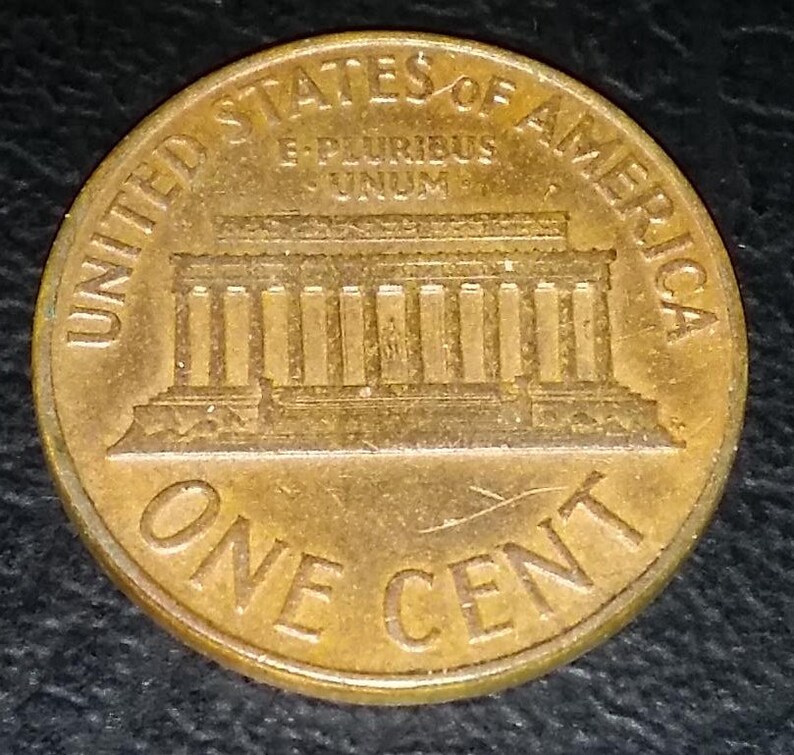 UNITED STATES OF AMERICA
E·PLURIBUS
·UNUM·
ONE CENT